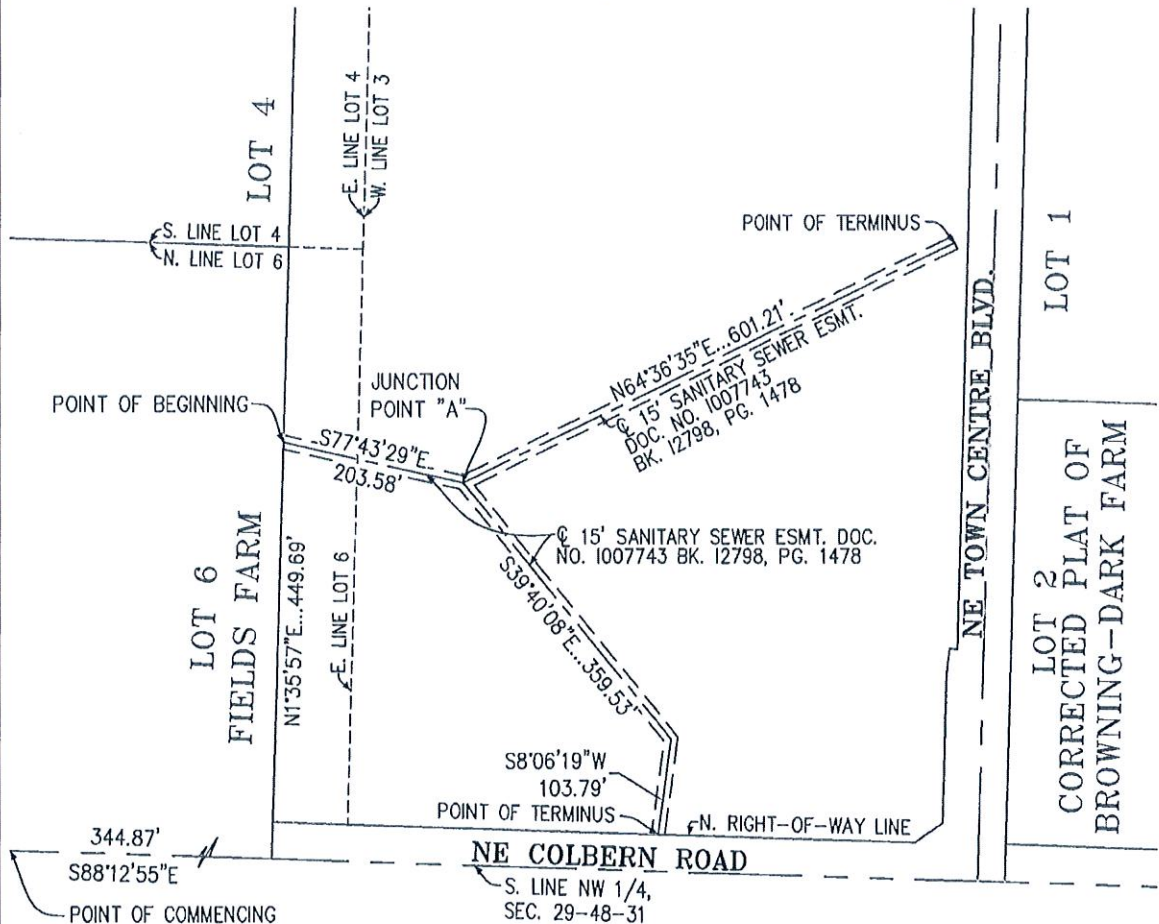 LOT 4
E. LINE LOT 4
W. LINE LOT 3
S. LINE LOT 4
N. LINE LOT 6
POINT OF TERMINUS
LOT 1
N64°36'35"E...601.21'
℄ 15' SANITARY SEWER ESMT.
DOC. NO. I007743
BK. I2798, PG. 1478
JUNCTION
POINT "A"
POINT OF BEGINNING
S77°43'29"E
203.58'
℄ 15' SANITARY SEWER ESMT. DOC.
NO. I007743 BK. I2798, PG. 1478
S39°40'08"E...359.53'
LOT 6
FIELDS FARM
N1°35'57"E...449.69'
E. LINE LOT 6
NE TOWN CENTRE BLVD.
LOT 2
CORRECTED PLAT OF
BROWNING-DARK FARM
S8°06'19"W
103.79'
POINT OF TERMINUS
N. RIGHT-OF-WAY LINE
344.87'
S88°12'55"E
NE COLBERN ROAD
S. LINE NW 1/4,
SEC. 29-48-31
POINT OF COMMENCING